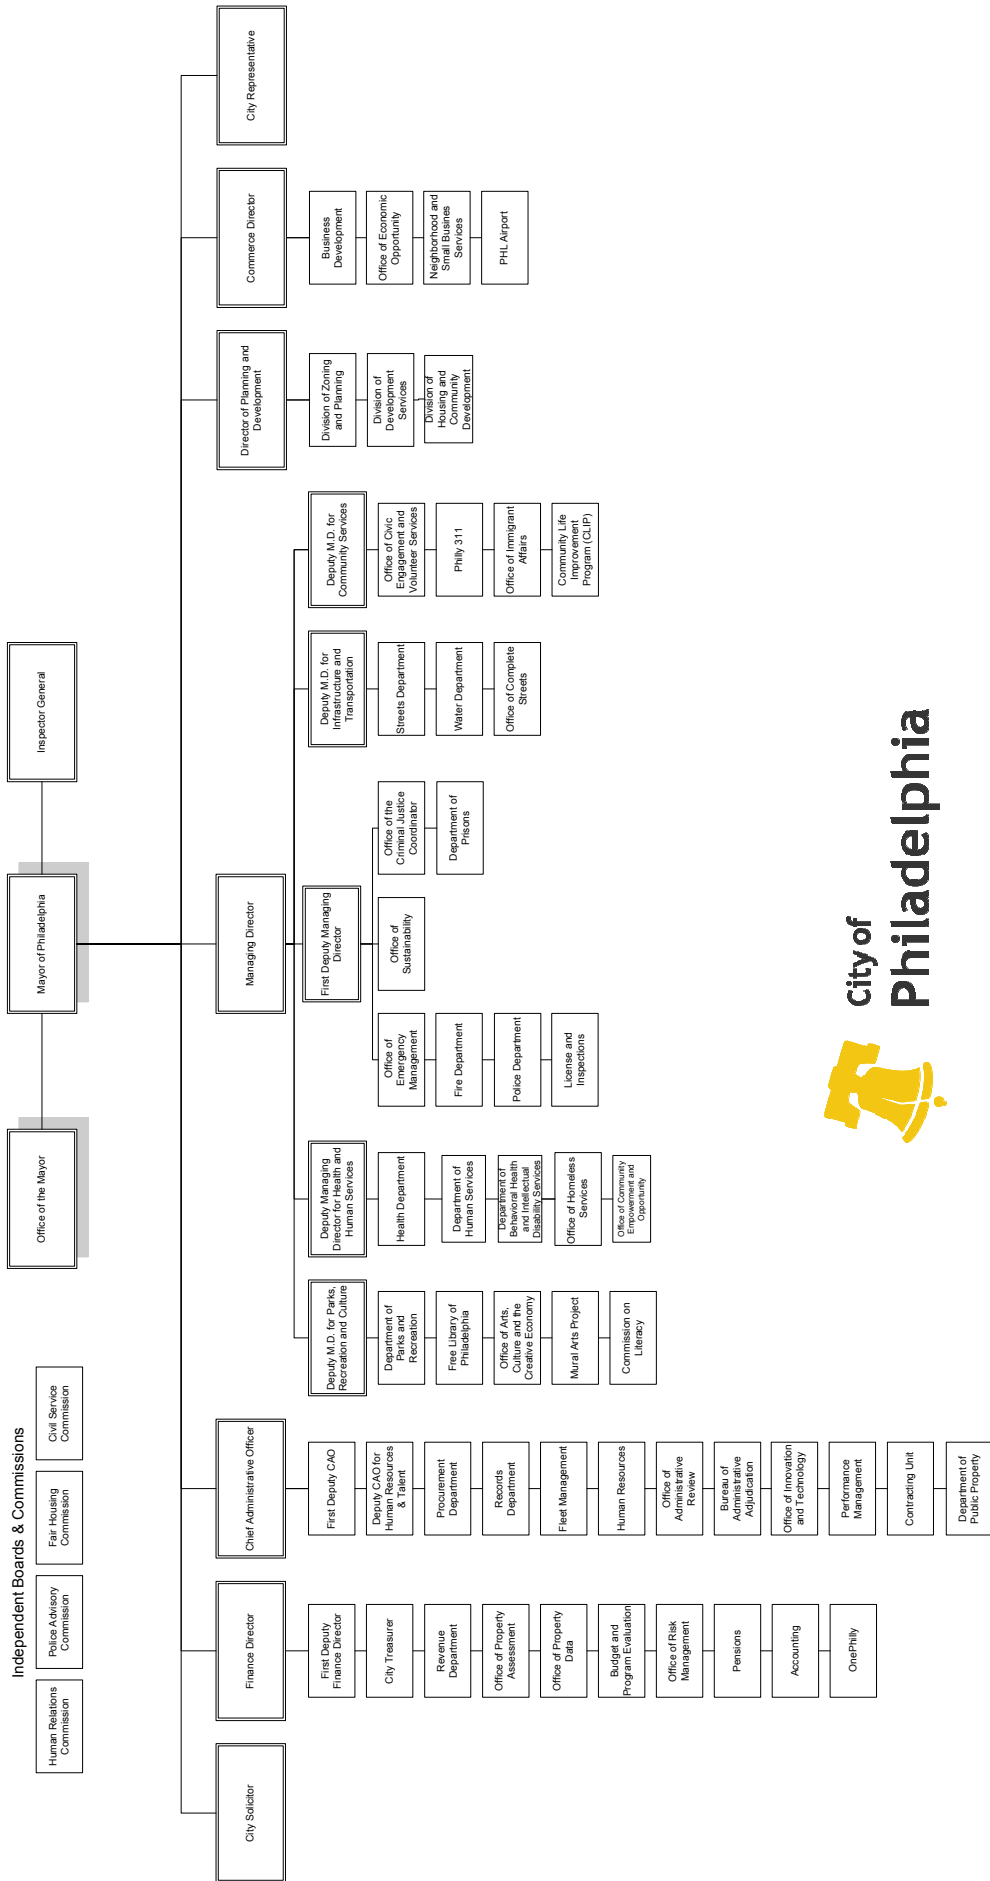 Independent Boards & Commissions
Human Relations
Commission
Police Advisory
Commission
Fair Housing
Commission
Civil Service
Commission
Office of the Mayor
Mayor of Philadelphia
Inspector General
City Solicitor
Finance Director
First Deputy
Finance Director
City Treasurer
Revenue
Department
Office of Property
Assessment
Office of Property
Data
Budget and
Program Evaluation
Office of Risk
Management
Pensions
Accounting
OnePhilly
Chief Administrative Officer
First Deputy CAO
Deputy CAO for
Human Resources
& Talent
Procurement
Department
Records
Department
Fleet Management
Human Resources
Office of
Administrative
Review
Bureau of
Administrative
Adjudication
Office of Innovation
and Technology
Performance
Management
Contracting Unit
Department of
Public Property
Managing Director
Deputy M.D. for Parks,
Recreation and Culture
Department of
Parks and
Recreation
Free Library of
Philadelphia
Office of Arts,
Culture and the
Creative Economy
Mural Arts Project
Commission on
Literacy
Deputy Managing
Director for Health and
Human Services
Health Department
Department of
Human Services
Department of
Behavioral Health
and Intellectual
Disability Services
Office of Homeless
Services
Office of Community
Empowerment and
Opportunity
First Deputy Managing
Director
Office of
Emergency
Management
Fire Department
Police Department
License and
Inspections
Office of
Sustainability
Office of the
Criminal Justice
Coordinator
Department of
Prisons
Deputy M.D. for
Infrastructure and
Transportation
Streets Department
Water Department
Office of Complete
Streets
Deputy M.D. for
Community Services
Office of Civic
Engagement and
Volunteer Services
Philly 311
Office of Immigrant
Affairs
Community Life
Improvement
Program (CLIP)
Director of Planning and
Development
Division of Zoning
and Planning
Division of
Development
Services
Division of
Housing and
Community
Development
Commerce Director
Business
Development
Office of Economic
Opportunity
Neighborhood and
Small Busines
Services
PHL Airport
City Representative
City of
Philadelphia